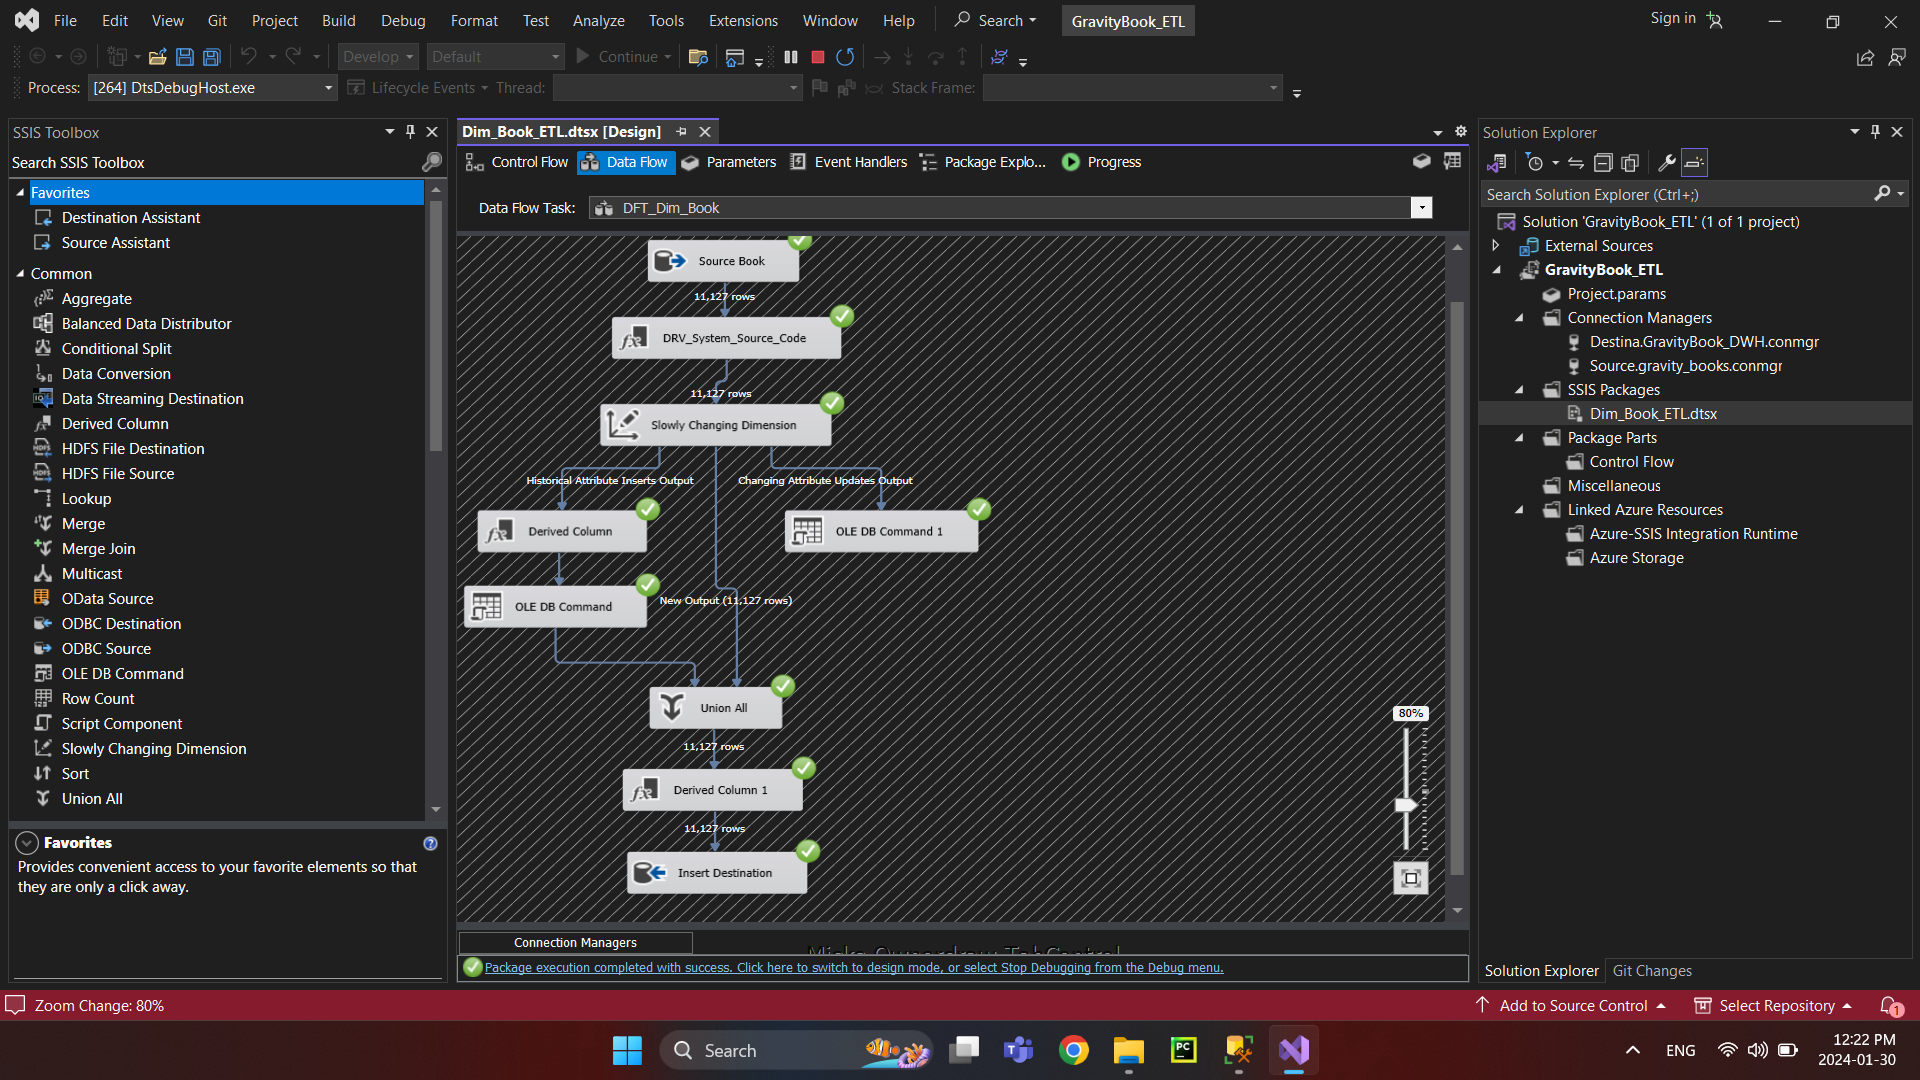 File Edit View Git Project Build Debug Format Test Analyze Tools Extensions Window Help Search GravityBook_ETL Sign in
Develop Default Continue
Process: [264] DtsDebugHost.exe Lifecycle Events Thread: Stack Frame:
SSIS Toolbox
Search SSIS Toolbox
Favorites
Destination Assistant
Source Assistant
Common
Aggregate
Balanced Data Distributor
Conditional Split
Data Conversion
Data Streaming Destination
Derived Column
HDFS File Destination
HDFS File Source
Lookup
Merge
Merge Join
Multicast
OData Source
ODBC Destination
ODBC Source
OLE DB Command
Row Count
Script Component
Slowly Changing Dimension
Sort
Union All
Favorites
Provides convenient access to your favorite elements so that
they are only a click away.
Dim_Book_ETL.dtsx [Design]
Control Flow Data Flow Parameters Event Handlers Package Explo... Progress
Data Flow Task: DFT_Dim_Book
Source Book
11,127 rows
DRV_System_Source_Code
11,127 rows
Slowly Changing Dimension
Historical Attribute Inserts Output Changing Attribute Updates Output
Derived Column OLE DB Command 1
OLE DB Command New Output (11,127 rows)
Union All
80%
11,127 rows
Derived Column 1
11,127 rows
Insert Destination
Connection Managers
Package execution completed with success. Click here to switch to design mode, or select Stop Debugging from the Debug menu.
Solution Explorer
Search Solution Explorer (Ctrl+;)
Solution 'GravityBook_ETL' (1 of 1 project)
External Sources
GravityBook_ETL
Project.params
Connection Managers
Destina.GravityBook_DWH.conmgr
Source.gravity_books.conmgr
SSIS Packages
Dim_Book_ETL.dtsx
Package Parts
Control Flow
Miscellaneous
Linked Azure Resources
Azure-SSIS Integration Runtime
Azure Storage
Solution Explorer Git Changes
Zoom Change: 80% Add to Source Control Select Repository 1
Search PC ENG 12:22 PM
2024-01-30